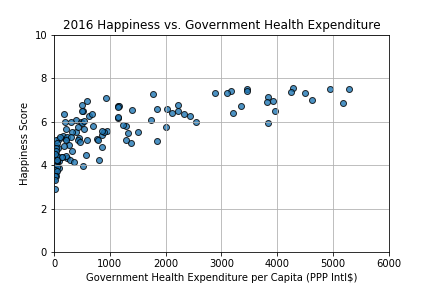 2016 Happiness vs. Government Health Expenditure
10
8
6
4
2
0
Happiness Score
0 1000 2000 3000 4000 5000 6000
Government Health Expenditure per Capita (PPP Intl$)